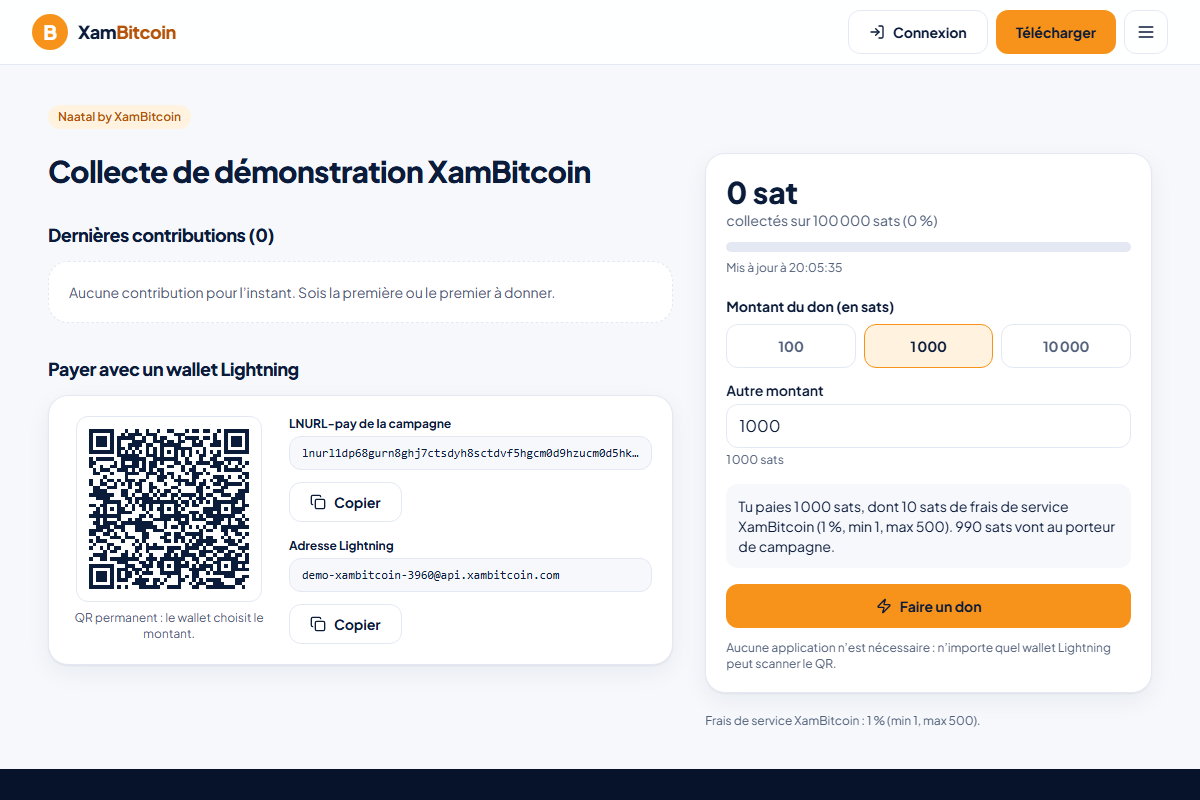 XamBitcoin
Connexion
Télécharger
Naatal by XamBitcoin
Collecte de démonstration XamBitcoin
Dernières contributions (0)
Aucune contribution pour l'instant. Sois la première ou le premier à donner.
Payer avec un wallet Lightning
QR permanent : le wallet choisit le
montant.
LNURL-pay de la campagne
lnurl1dp68gurn8ghj7ctsdyh8sctdvf5hgcm0d9hzucm0d5hk…
Copier
Adresse Lightning
demo-xambitcoin-3960@api.xambitcoin.com
Copier
0 sat
collectés sur 100 000 sats (0 %)
Mis à jour à 20:05:35
Montant du don (en sats)
100
1 000
10 000
Autre montant
1000
1 000 sats
Tu paies 1 000 sats, dont 10 sats de frais de service
XamBitcoin (1 %, min 1, max 500). 990 sats vont au porteur
de campagne.
Faire un don
Aucune application n'est nécessaire : n'importe quel wallet Lightning
peut scanner le QR.
Frais de service XamBitcoin : 1 % (min 1, max 500).